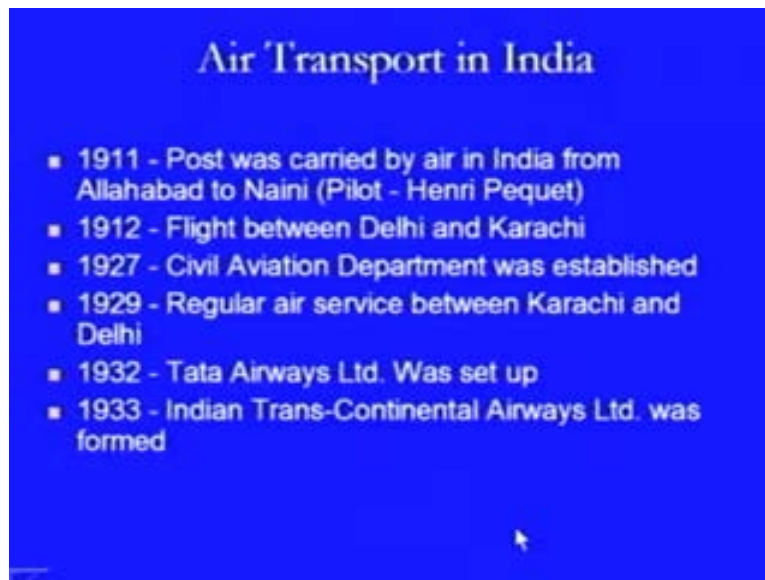 Air Transport in India
▪ 1911 - Post was carried by air in India from
Allahabad to Naini (Pilot - Henri Pequet)
▪ 1912 - Flight between Delhi and Karachi
▪ 1927 - Civil Aviation Department was established
▪ 1929 - Regular air service between Karachi and
Delhi
▪ 1932 - Tata Airways Ltd. Was set up
▪ 1933 - Indian Trans-Continental Airways Ltd. was
formed